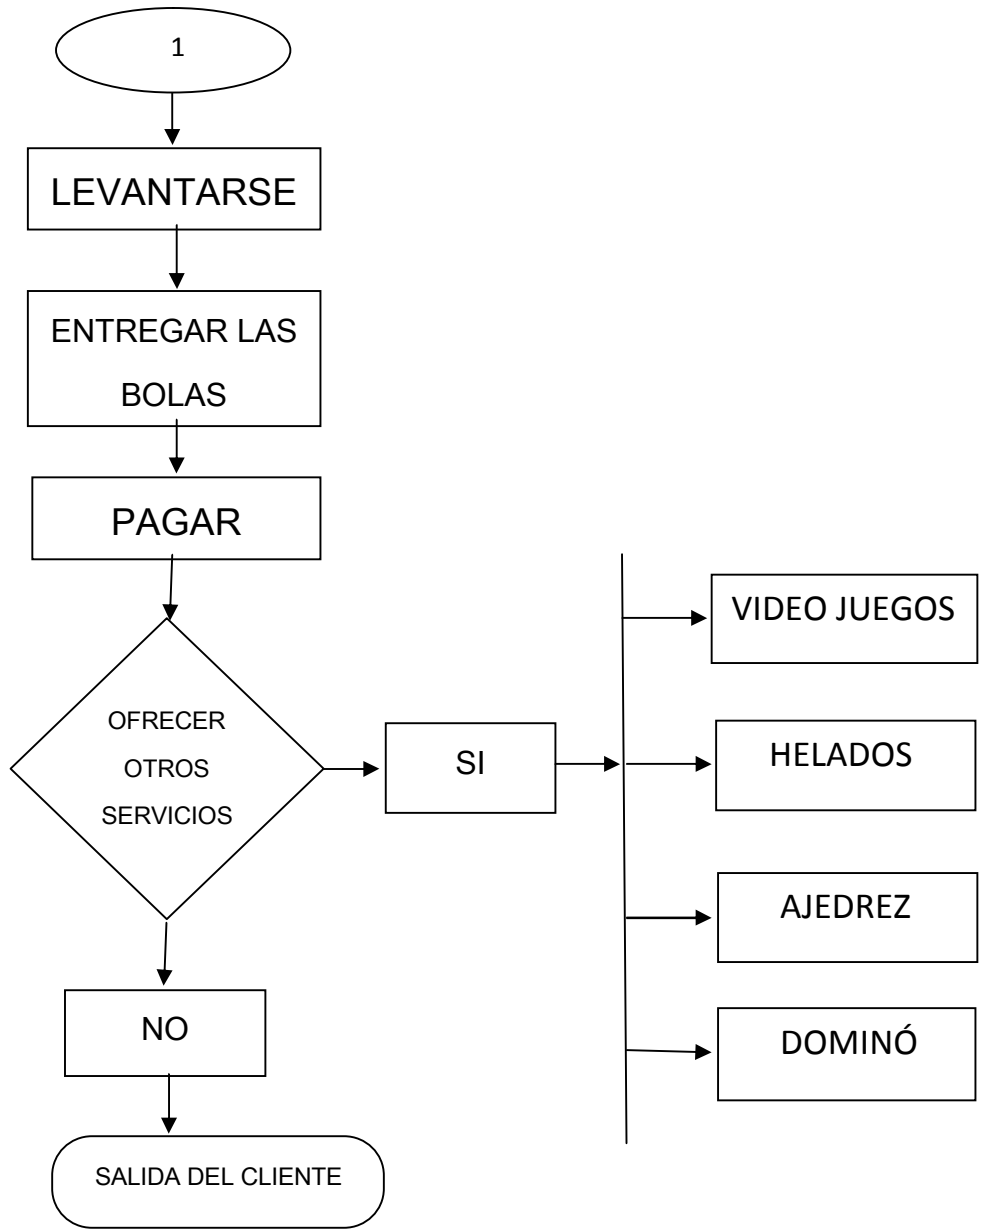 1
LEVANTARSE
ENTREGAR LAS
BOLAS
PAGAR
OFRECER
OTROS
SERVICIOS
SI
VIDEO JUEGOS
HELADOS
AJEDREZ
DOMINÓ
NO
SALIDA DEL CLIENTE